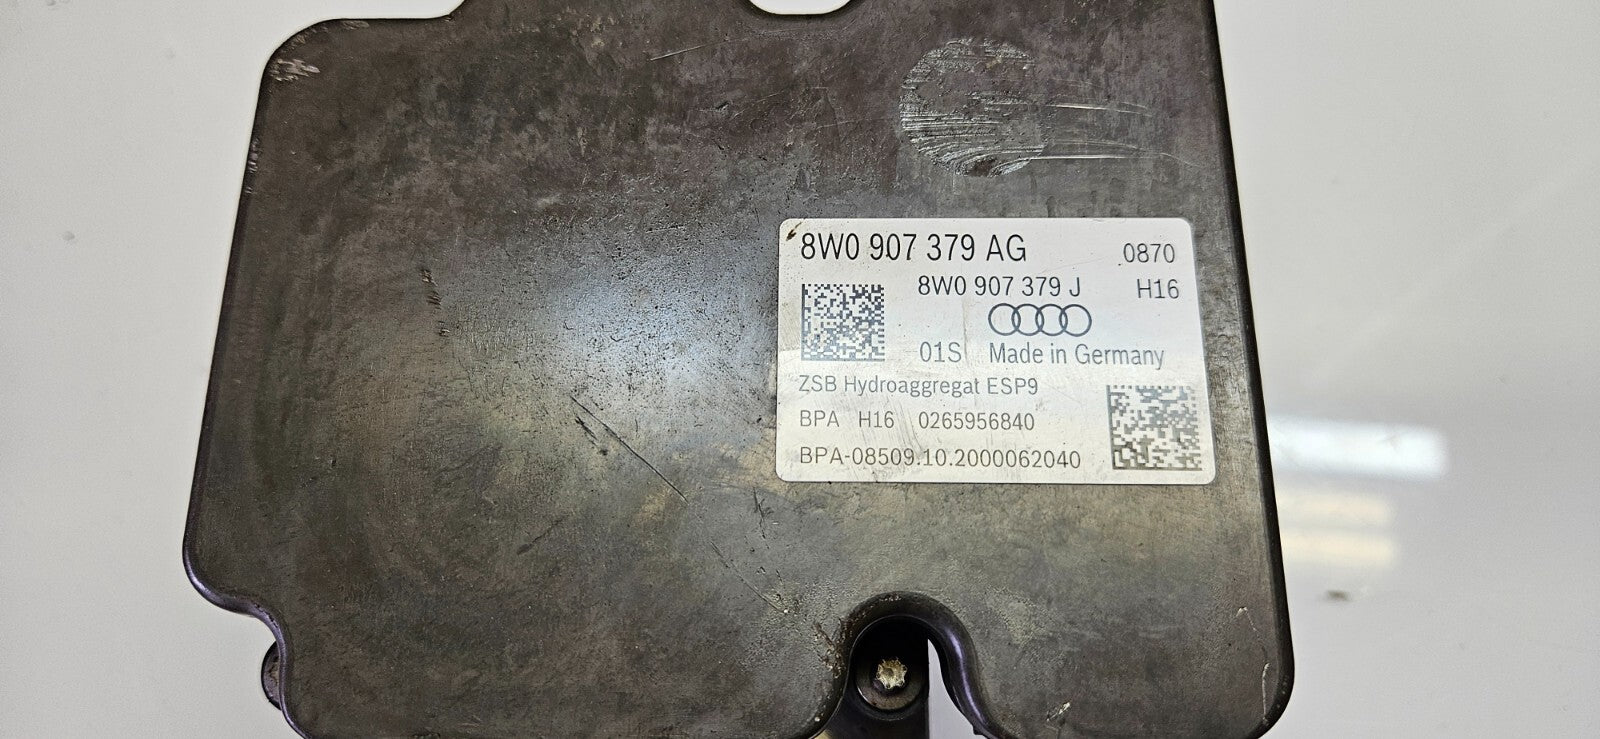 8W0 907 379 AG 0870
8W0 907 379 J H16
01S Made in Germany
ZSB Hydroaggregat ESP9
BPA H16 0265956840
BPA-08509.10.2000062040